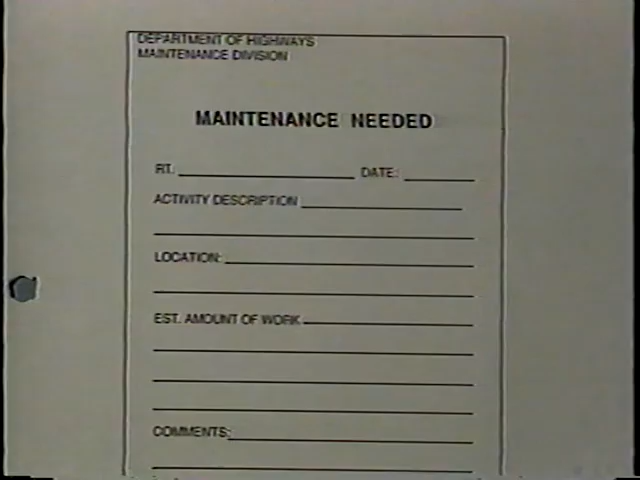 DEPARTMENT OF HIGHWAYS
MAINTENANCE DIVISION
MAINTENANCE NEEDED
RT. DATE:
ACTIVITY DESCRIPTION
LOCATION:
EST. AMOUNT OF WORK
COMMENTS: